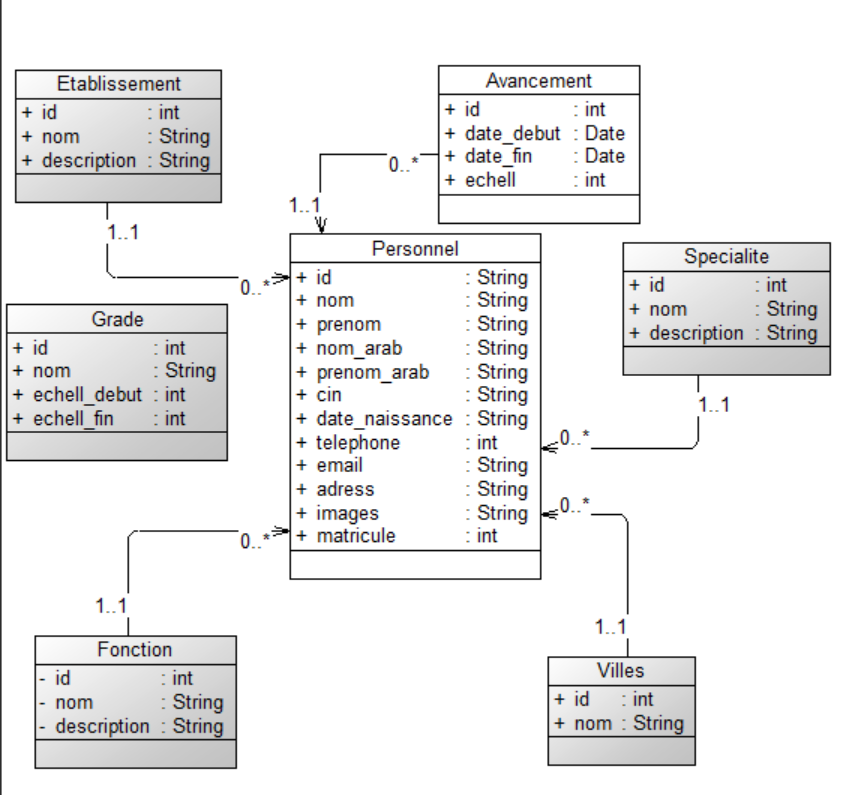 Etablissement
+ id : int
+ nom : String
+ description : String
1..1
0..*
Avancement
+ id : int
+ date_debut : Date
+ date_fin : Date
+ echell : int
0..*
1..1
Personnel
+ id : String
+ nom : String
+ prenom : String
+ nom_arab : String
+ prenom_arab : String
+ cin : String
+ date_naissance : String
+ telephone : int
+ email : String
+ adress : String
+ images : String
+ matricule : int
Specialite
+ id : int
+ nom : String
+ description : String
1..1
0..*
Grade
+ id : int
+ nom : String
+ echell_debut : int
+ echell_fin : int
0..*
1..1
Fonction
- id : int
- nom : String
- description : String
0..*
1..1
Villes
+ id : int
+ nom : String